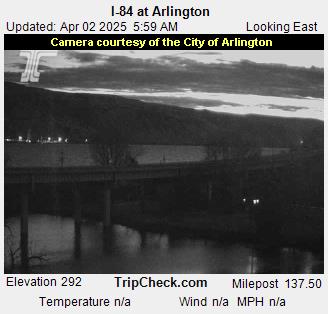 I-84 at Arlington
Updated: Apr 02 2025 5:59 AM Looking East
Camera courtesy of the City of Arlington
Elevation 292 TripCheck.com Milepost 137.50
Temperature n/a Wind n/a MPH n/a